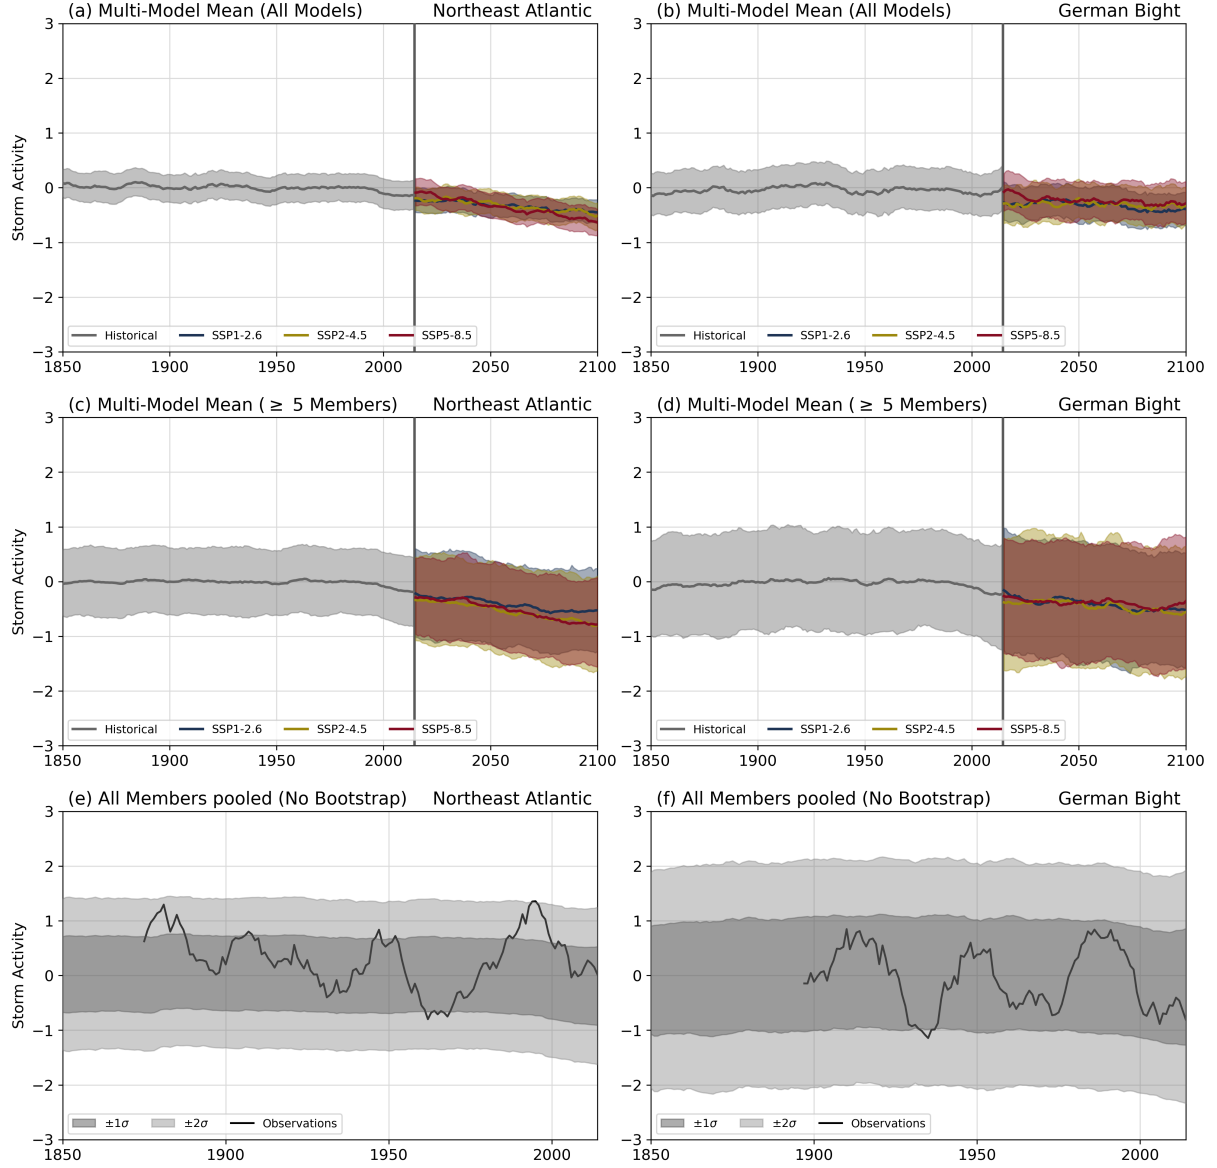 (a) Multi-Model Mean (All Models) Northeast Atlantic
3
2
1
0
−1
−2
−3
Storm Activity
Historical SSP1-2.6 SSP2-4.5 SSP5-8.5
1850 1900 1950 2000 2050 2100
(b) Multi-Model Mean (All Models) German Bight
3
2
1
0
−1
−2
−3
Historical SSP1-2.6 SSP2-4.5 SSP5-8.5
1850 1900 1950 2000 2050 2100
(c) Multi-Model Mean (≥ 5 Members) Northeast Atlantic
3
2
1
0
−1
−2
−3
Storm Activity
Historical SSP1-2.6 SSP2-4.5 SSP5-8.5
1850 1900 1950 2000 2050 2100
(d) Multi-Model Mean (≥ 5 Members) German Bight
3
2
1
0
−1
−2
−3
Historical SSP1-2.6 SSP2-4.5 SSP5-8.5
1850 1900 1950 2000 2050 2100
(e) All Members pooled (No Bootstrap) Northeast Atlantic
3
2
1
0
−1
−2
−3
Storm Activity
±1σ ±2σ Observations
1850 1900 1950 2000
(f) All Members pooled (No Bootstrap) German Bight
3
2
1
0
−1
−2
−3
±1σ ±2σ Observations
1850 1900 1950 2000